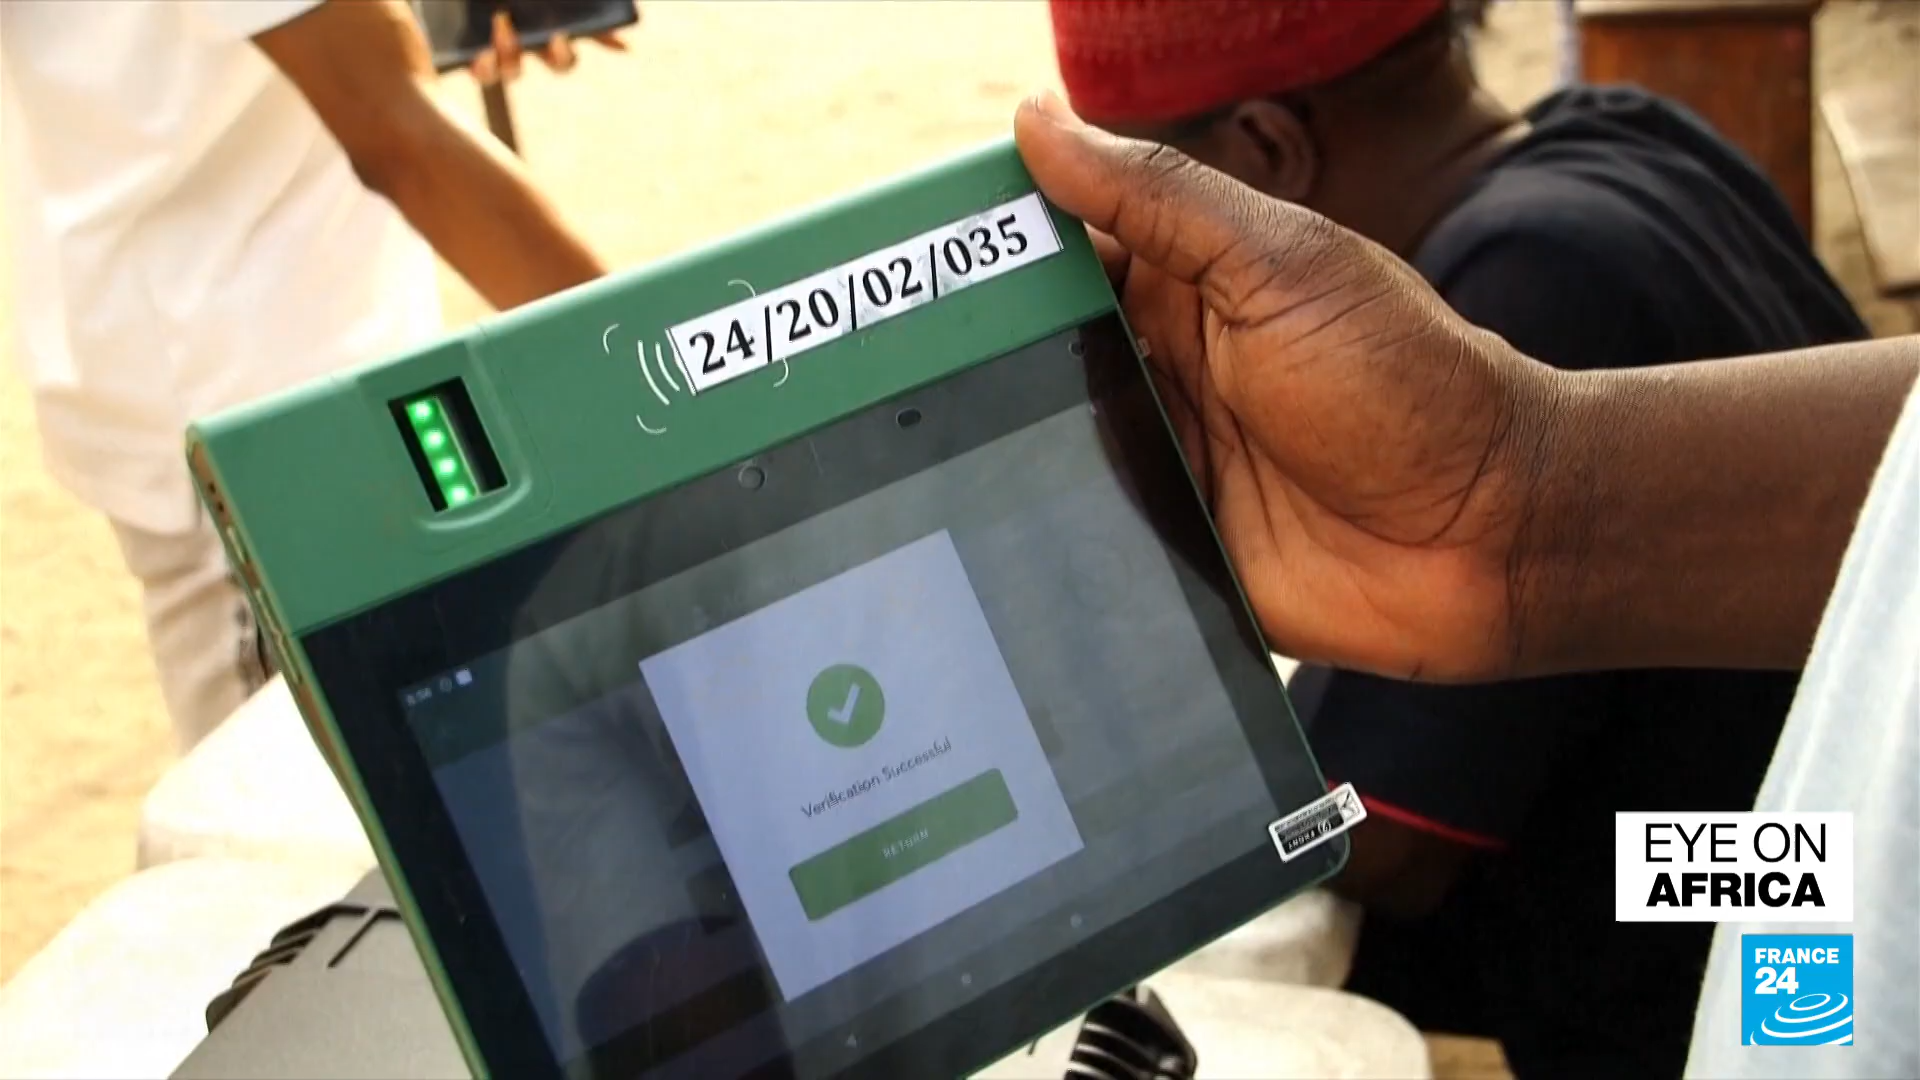 24/20/02/035
Verification Successful
RETURN
EYE ON
AFRICA
FRANCE
24